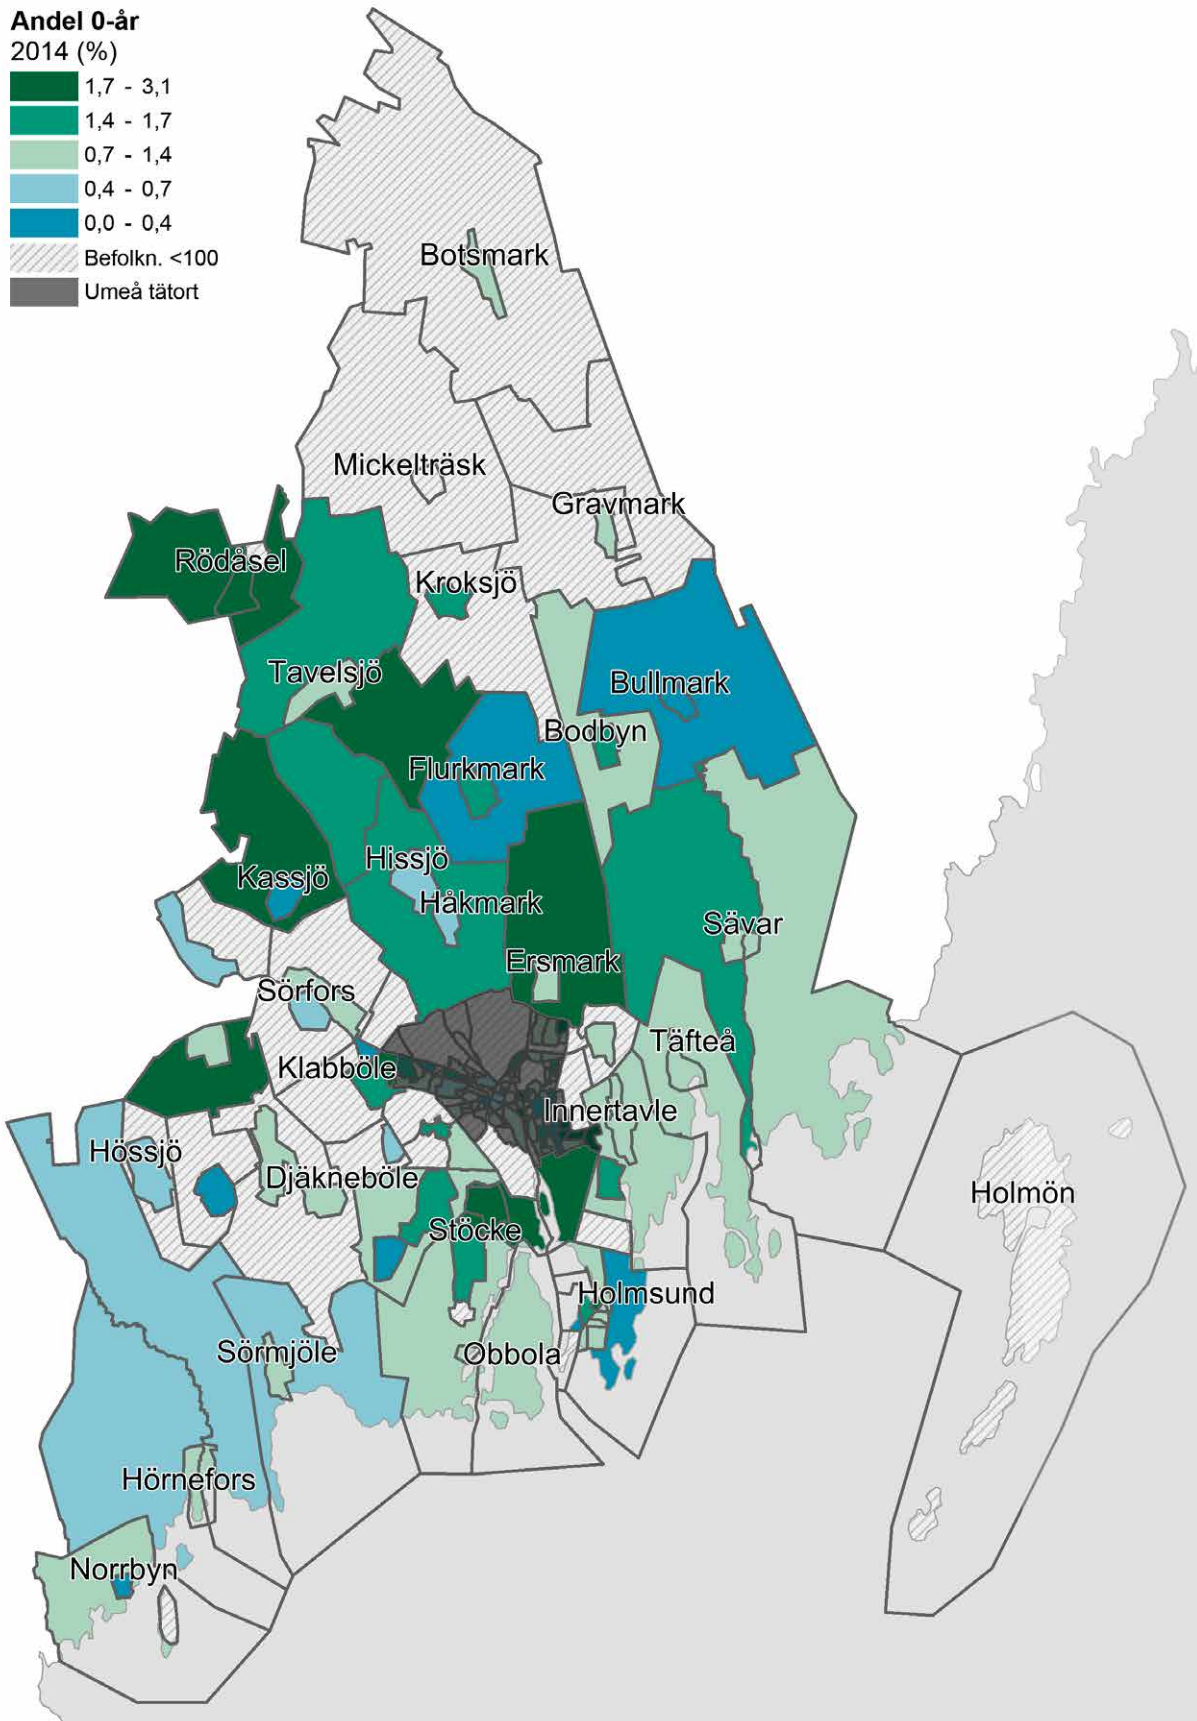 Andel 0-år
2014 (%)
1,7 - 3,1
1,4 - 1,7
0,7 - 1,4
0,4 - 0,7
0,0 - 0,4
Befolkn. <100
Umeå tätort
Botsmark
Mickelträsk
Gravmark
Rödåsel
Kroksjö
Tavelsjö
Bullmark
Bodbyn
Flurkmark
Hissjö
Kassjö
Håkmark
Sävar
Ersmark
Sörfors
Täfteå
Klabböle
Innertavle
Hössjö
Djäkneböle
Holmön
Stöcke
Holmsund
Sörmjöle
Obbola
Hörnefors
Norrbyn